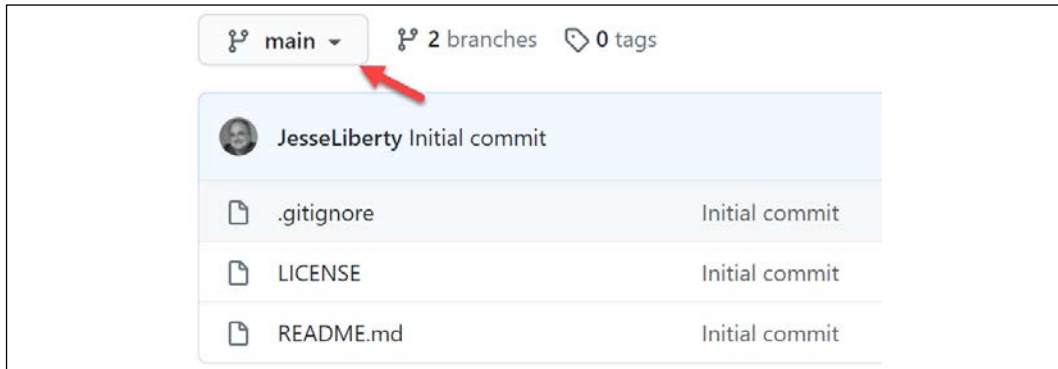 main 2 branches 0 tags
JesseLiberty Initial commit
.gitignore Initial commit
LICENSE Initial commit
README.md Initial commit